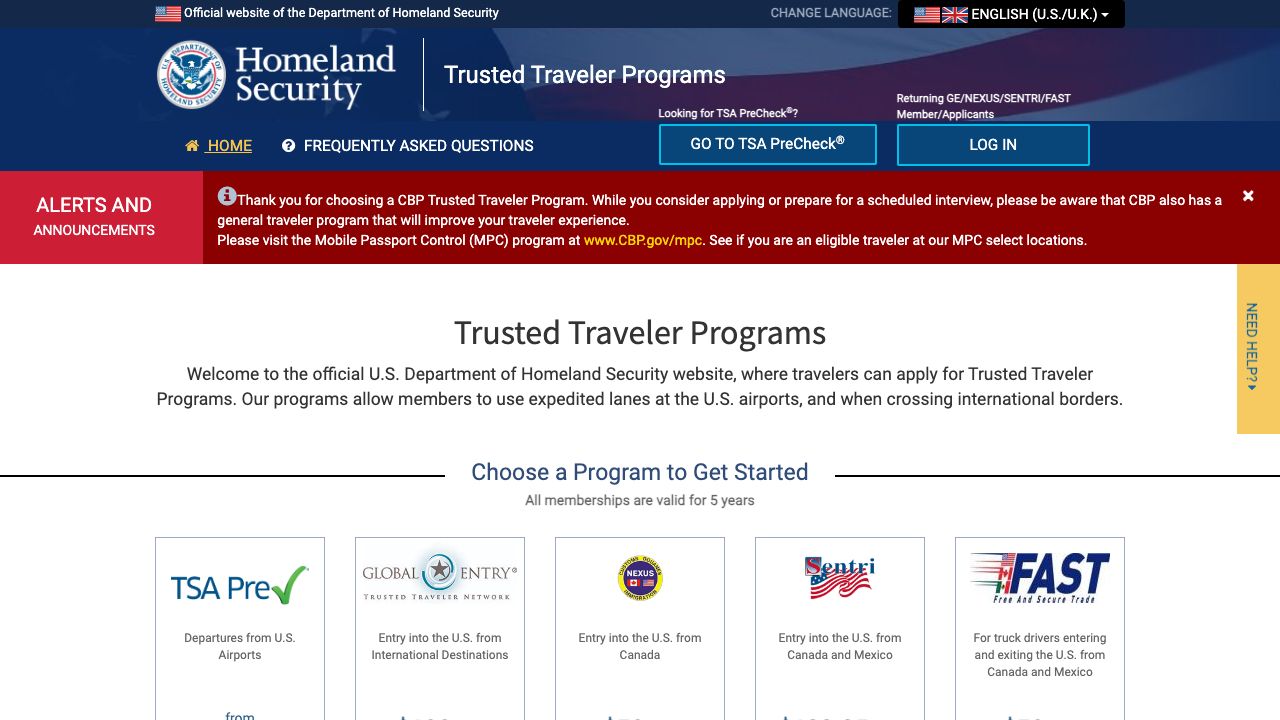 Official website of the Department of Homeland Security
CHANGE LANGUAGE:
ENGLISH (U.S./U.K.)
Homeland
Security
Trusted Traveler Programs
Looking for TSA PreCheck®?
Returning GE/NEXUS/SENTRI/FAST
Member/Applicants
HOME
FREQUENTLY ASKED QUESTIONS
GO TO TSA PreCheck®
LOG IN
ALERTS AND
ANNOUNCEMENTS
Thank you for choosing a CBP Trusted Traveler Program. While you consider applying or prepare for a scheduled interview, please be aware that CBP also has a
general traveler program that will improve your traveler experience.
Please visit the Mobile Passport Control (MPC) program at www.CBP.gov/mpc. See if you are an eligible traveler at our MPC select locations.
NEED HELP?
Trusted Traveler Programs
Welcome to the official U.S. Department of Homeland Security website, where travelers can apply for Trusted Traveler
Programs. Our programs allow members to use expedited lanes at the U.S. airports, and when crossing international borders.
Choose a Program to Get Started
All memberships are valid for 5 years
TSA Pre
Departures from U.S.
Airports
GLOBAL ENTRY®
TRUSTED TRAVELER NETWORK
Entry into the U.S. from
International Destinations
NEXUS
Entry into the U.S. from
Canada
Sentri
Entry into the U.S. from
Canada and Mexico
FAST
Free And Secure Trade
For truck drivers entering
and exiting the U.S. from
Canada and Mexico
from